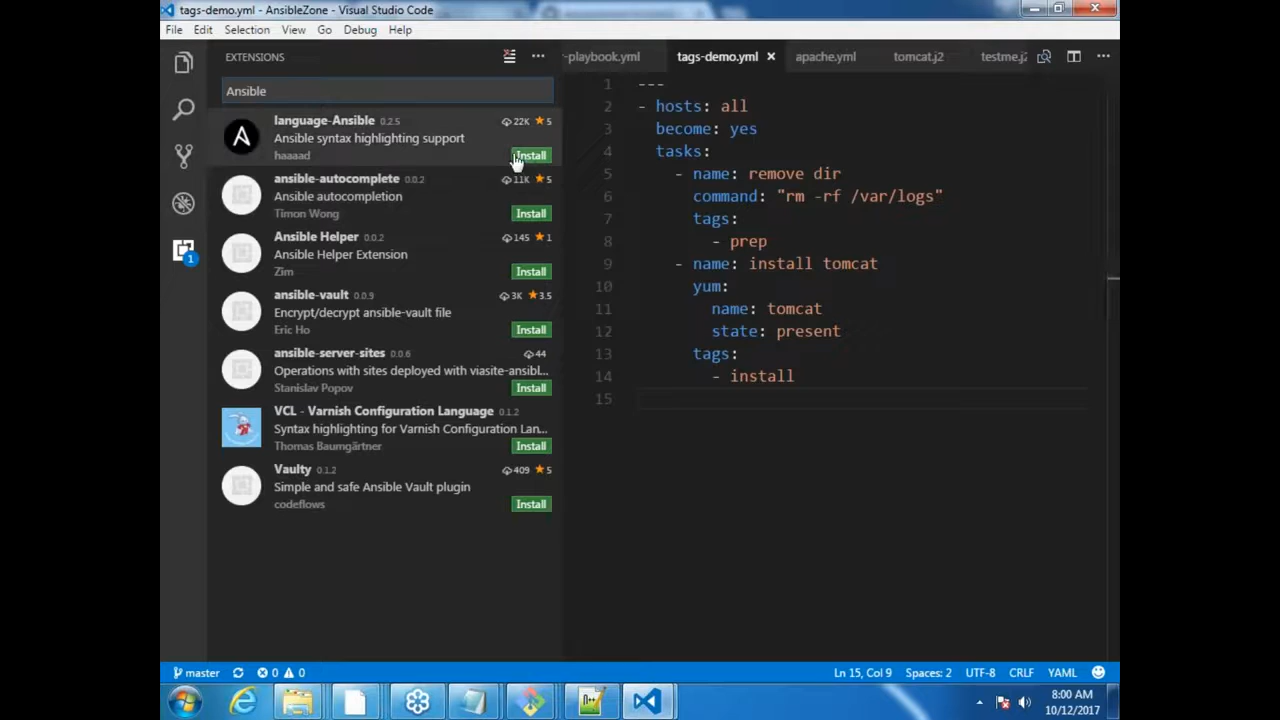 tags-demo.yml - AnsibleZone - Visual Studio Code
File Edit Selection View Go Debug Help
EXTENSIONS
-playbook.yml tags-demo.yml apache.yml tomcat.j2 testme.j2
Ansible
language-Ansible 0.2.5 22K 5
Ansible syntax highlighting support
haaaad Install
ansible-autocomplete 0.0.2 11K 5
Ansible autocompletion
Timon Wong Install
Ansible Helper 0.0.2 145 1
Ansible Helper Extension
Zim Install
ansible-vault 0.0.3 3K 3.5
Encrypt/decrypt ansible-vault file
Eric Ho Install
ansible-server-sites 0.0.6 44
Operations with sites deployed with viasite-ansibl...
Stanislav Popov Install
VCL - Varnish Configuration Language 0.1.2
Syntax highlighting for Varnish Configuration Lan...
Thomas Baumgärtner Install
Vaulty 0.1.2 409 5
Simple and safe Ansible Vault plugin
codeflows Install
1 ---
2 - hosts: all
3 become: yes
4 tasks:
5 - name: remove dir
6 command: "rm -rf /var/logs"
7 tags:
8 - prep
9 - name: install tomcat
10 yum:
11 name: tomcat
12 state: present
13 tags:
14 - install
15
1
master 0 0 Ln 15, Col 9 Spaces: 2 UTF-8 CRLF YAML
8:00 AM
10/12/2017